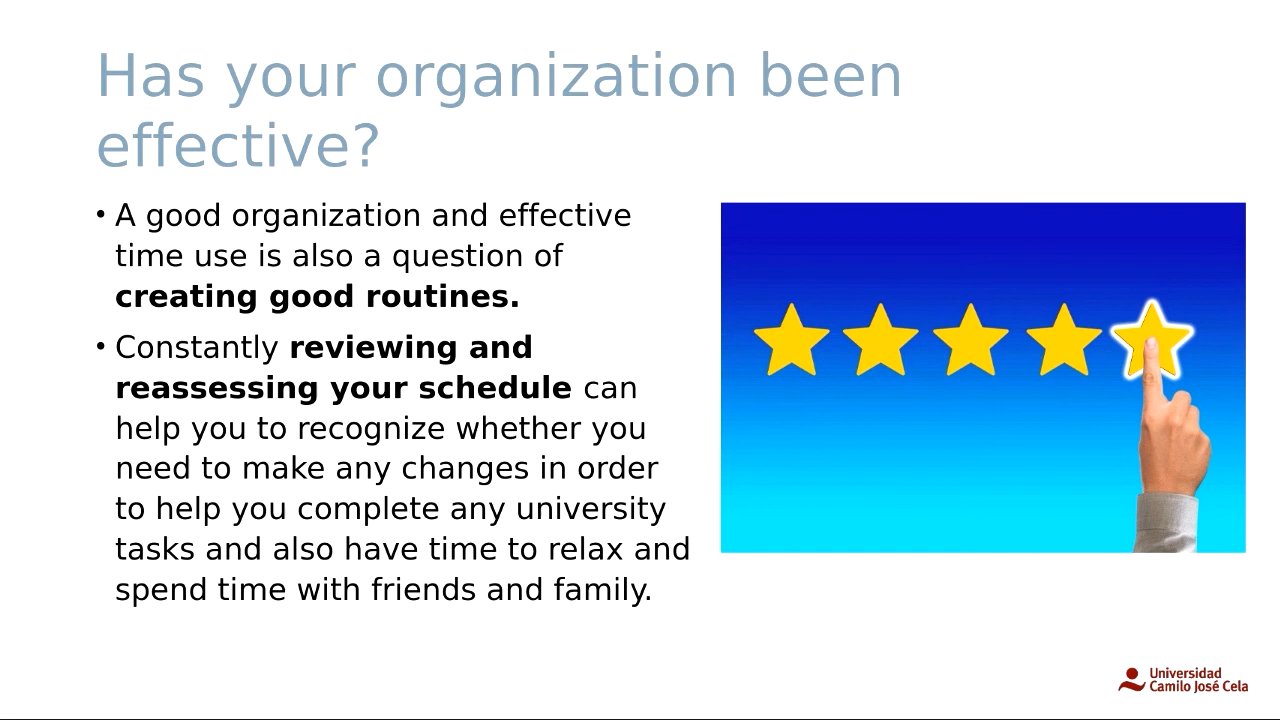 Has your organization been
effective?
• A good organization and effective
time use is also a question of
creating good routines.
• Constantly reviewing and
reassessing your schedule can
help you to recognize whether you
need to make any changes in order
to help you complete any university
tasks and also have time to relax and
spend time with friends and family.
Universidad
Camilo José Cela